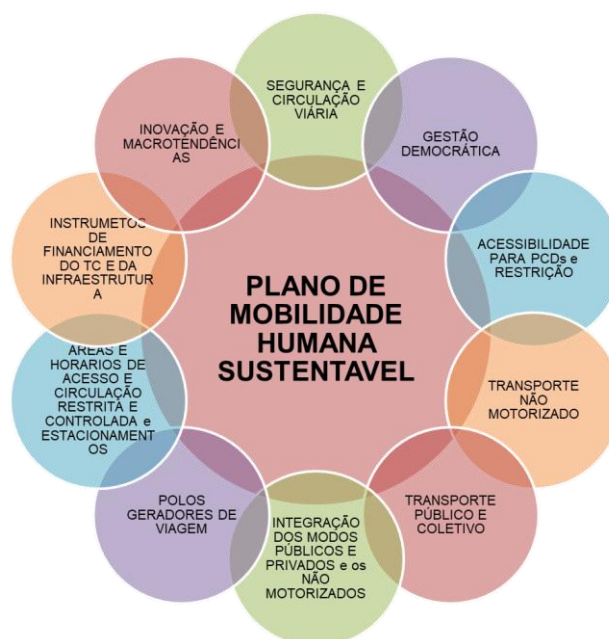 SEGURANÇA E
CIRCULAÇÃO
VIÁRIA
GESTÃO
DEMOCRÁTICA
ACESSIBILIDADE
PARA PCDs e
RESTRIÇÃO
TRANSPORTE
NÃO
MOTORIZADO
TRANSPORTE
PÚBLICO E
COLETIVO
INTEGRAÇÃO
DOS MODOS
PÚBLICOS E
PRIVADOS e os
NÃO
MOTORIZADOS
POLOS
GERADORES DE
VIAGEM
ÁREAS E
HORARIOS DE
ACESSO E
CIRCULAÇÃO
RESTRITA E
CONTROLADA e
ESTACIONAMENT
OS
INSTRUMETOS
DE
FINANCIAMENTO
DO TC E DA
INFRAESTRUTUR
A
INOVAÇÃO E
MACROTENDÊNCI
AS
PLANO DE
MOBILIDADE
HUMANA
SUSTENTAVEL